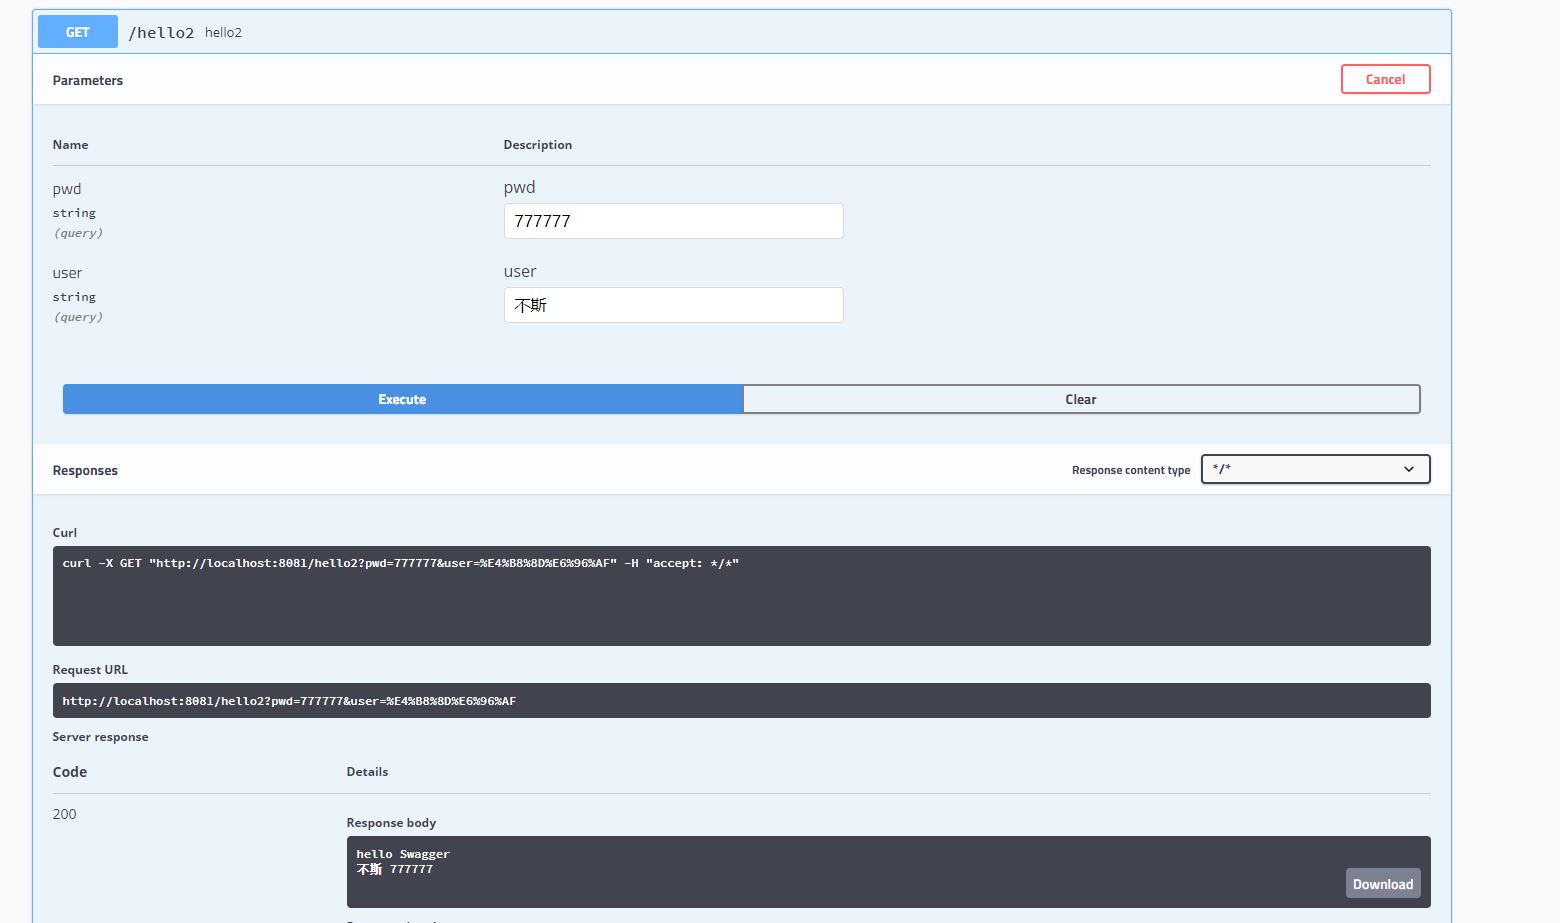 GET /hello2 hello2
Parameters Cancel
Name Description
pwd pwd
string 777777
(query)
user user
string 不斯
(query)
Execute Clear
Responses Response content type */*
Curl
curl -X GET "http://localhost:8081/hello2?pwd=777777&user=%E4%B8%8D%E6%96%AF" -H "accept: */*"
Request URL
http://localhost:8081/hello2?pwd=777777&user=%E4%B8%8D%E6%96%AF
Server response
Code Details
200
Response body
hello Swagger
不斯 777777
Download